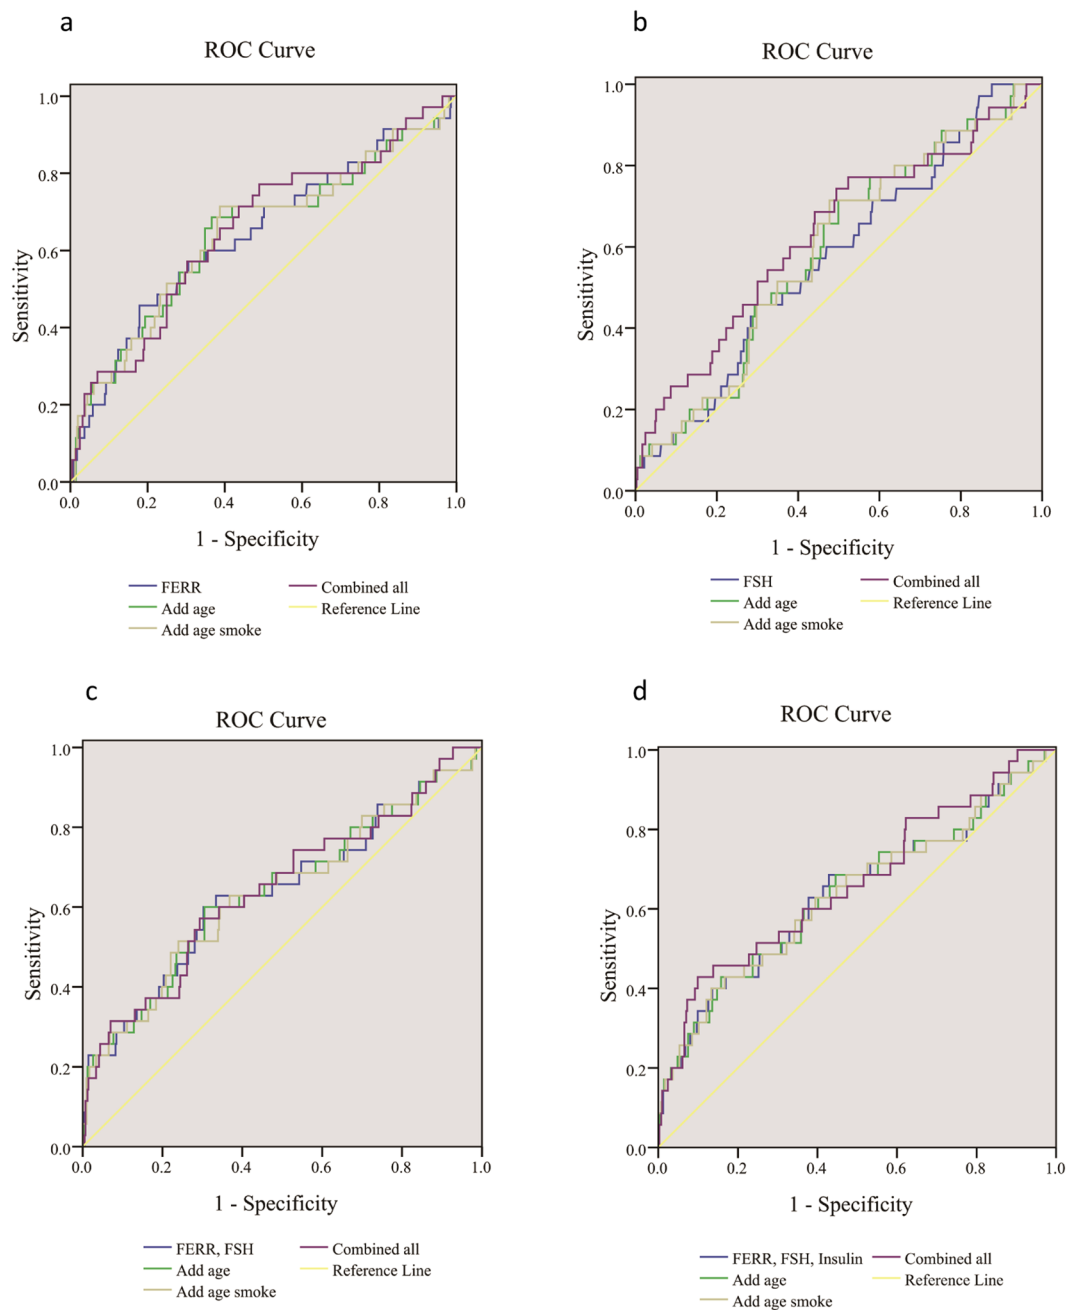 a
ROC Curve
1.0
0.8
0.6
0.4
0.2
0.0
Sensitivity
0.0 0.2 0.4 0.6 0.8 1.0
1 - Specificity
FERR
Add age
Add age smoke
Combined all
Reference Line
b
ROC Curve
1.0
0.8
0.6
0.4
0.2
0.0
Sensitivity
0.0 0.2 0.4 0.6 0.8 1.0
1 - Specificity
FSH
Add age
Add age smoke
Combined all
Reference Line
c
ROC Curve
1.0
0.8
0.6
0.4
0.2
0.0
Sensitivity
0.0 0.2 0.4 0.6 0.8 1.0
1 - Specificity
FERR, FSH
Add age
Add age smoke
Combined all
Reference Line
d
ROC Curve
1.0
0.8
0.6
0.4
0.2
0.0
Sensitivity
0.0 0.2 0.4 0.6 0.8 1.0
1 - Specificity
FERR, FSH, Insulin
Add age
Add age smoke
Combined all
Reference Line